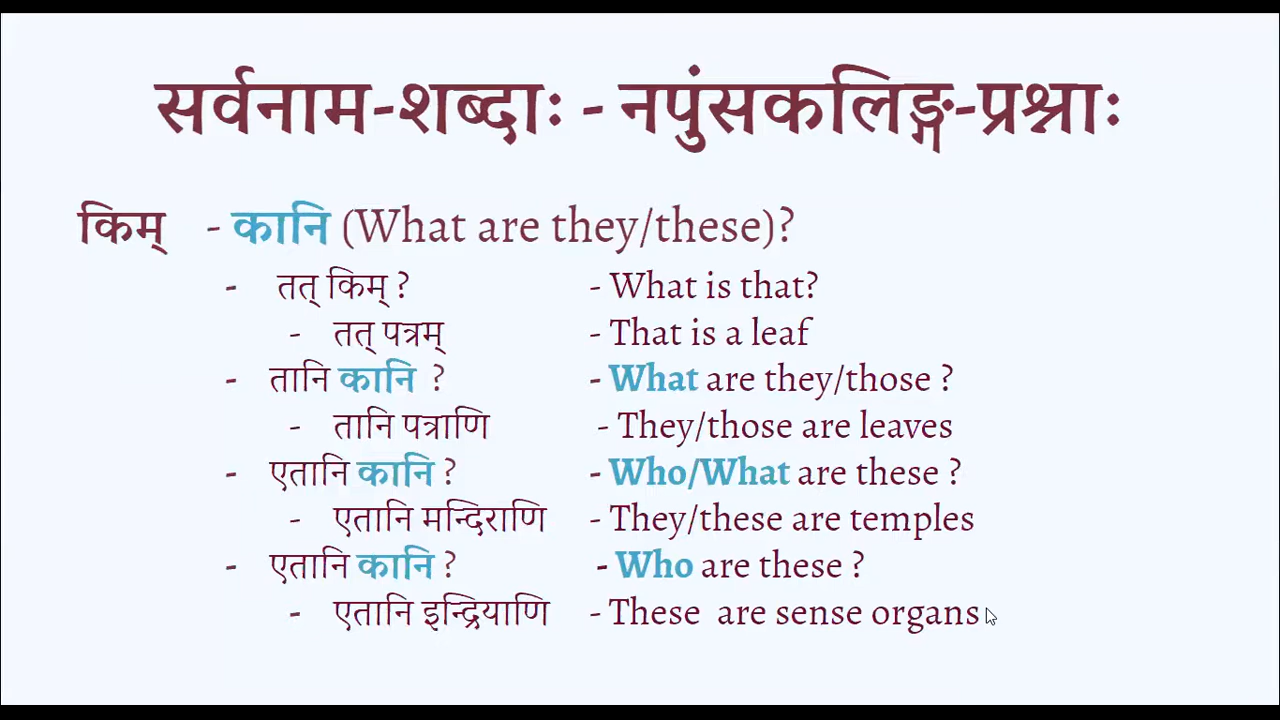 सर्वनाम-शब्दाः - नपुंसकलिङ्ग-प्रश्नाः
किम् - कानि (What are they/these)?
- तत् किम् ? - What is that?
- तत् पत्रम् - That is a leaf
- तानि कानि ? - What are they/those ?
- तानि पत्राणि - They/those are leaves
- एतानि कानि ? - Who/What are these ?
- एतानि मन्दिराणि - They/these are temples
- एतानि कानि ? - Who are these ?
- एतानि इन्द्रियाणि - These are sense organs